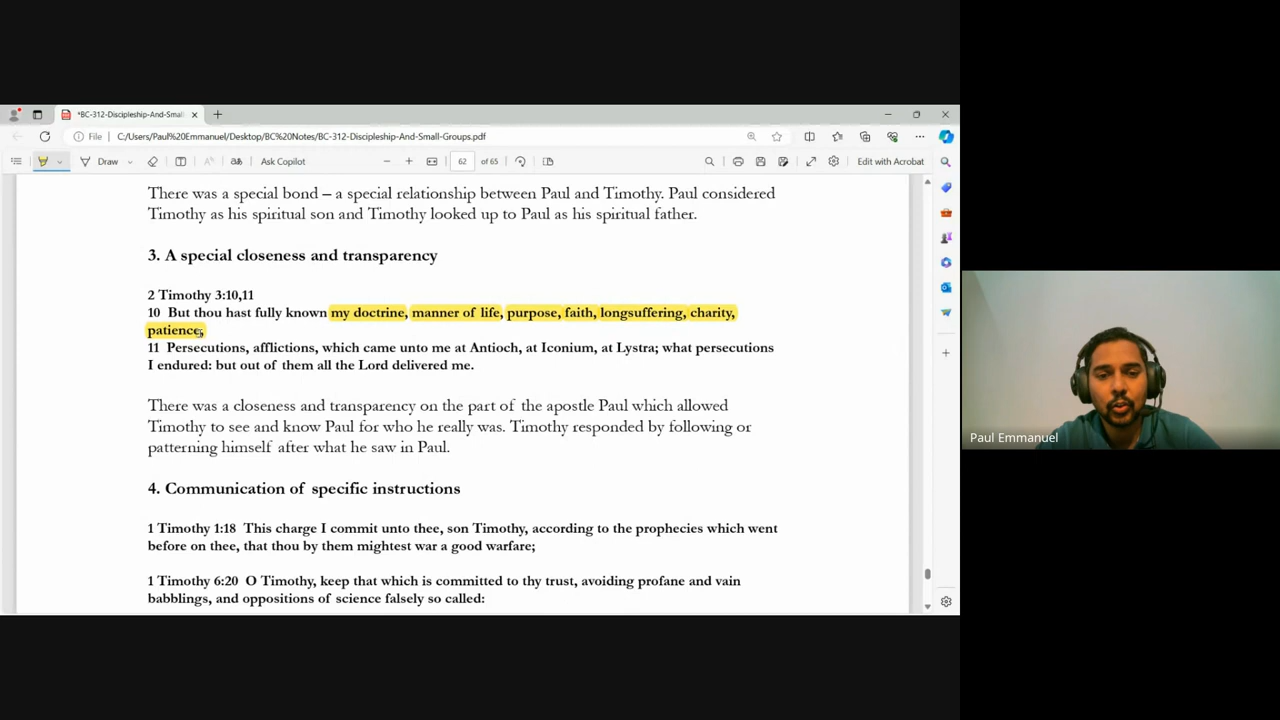 *BC-312-Discipleship-And-Smal
File
C:/Users/Paul%20Emmanuel/Desktop/BC%20Notes/BC-312-Discipleship-And-Small-Groups.pdf
Draw
Ask Copilot
62
of 65
Edit with Acrobat
There was a special bond – a special relationship between Paul and Timothy. Paul considered
Timothy as his spiritual son and Timothy looked up to Paul as his spiritual father.
3. A special closeness and transparency
2 Timothy 3:10,11
10 But thou hast fully known my doctrine, manner of life, purpose, faith, longsuffering, charity,
patience,
11 Persecutions, afflictions, which came unto me at Antioch, at Iconium, at Lystra; what persecutions
I endured: but out of them all the Lord delivered me.
There was a closeness and transparency on the part of the apostle Paul which allowed
Timothy to see and know Paul for who he really was. Timothy responded by following or
patterning himself after what he saw in Paul.
4. Communication of specific instructions
1 Timothy 1:18 This charge I commit unto thee, son Timothy, according to the prophecies which went
before on thee, that thou by them mightest war a good warfare;
1 Timothy 6:20 O Timothy, keep that which is committed to thy trust, avoiding profane and vain
babblings, and oppositions of science falsely so called:
Paul Emmanuel